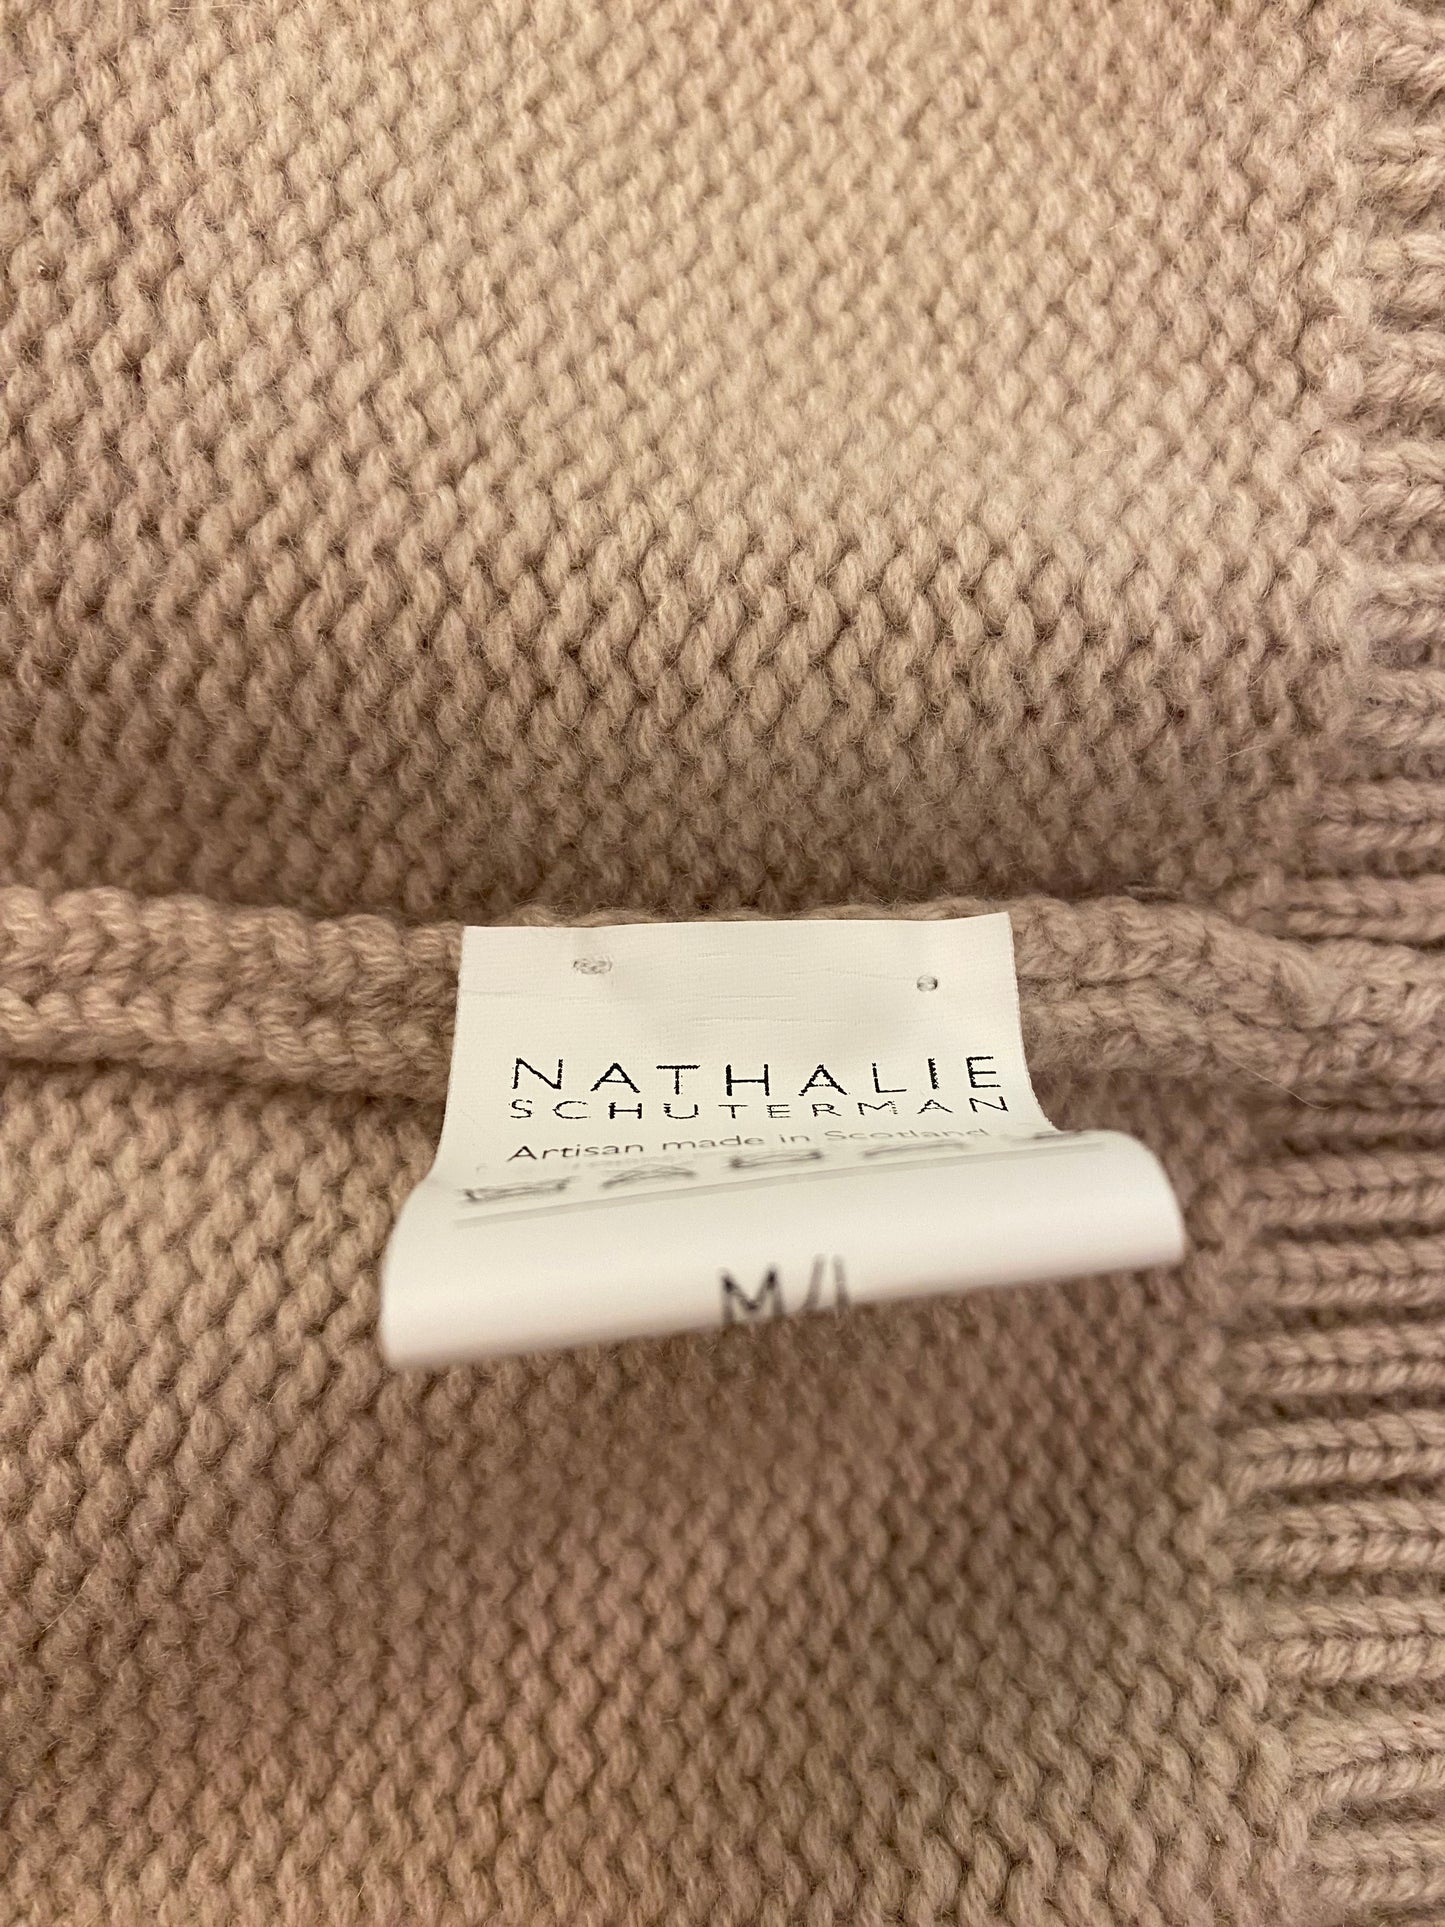 NATHALIE
SCHUTERMAN
Artisan made in Scotland
M/L